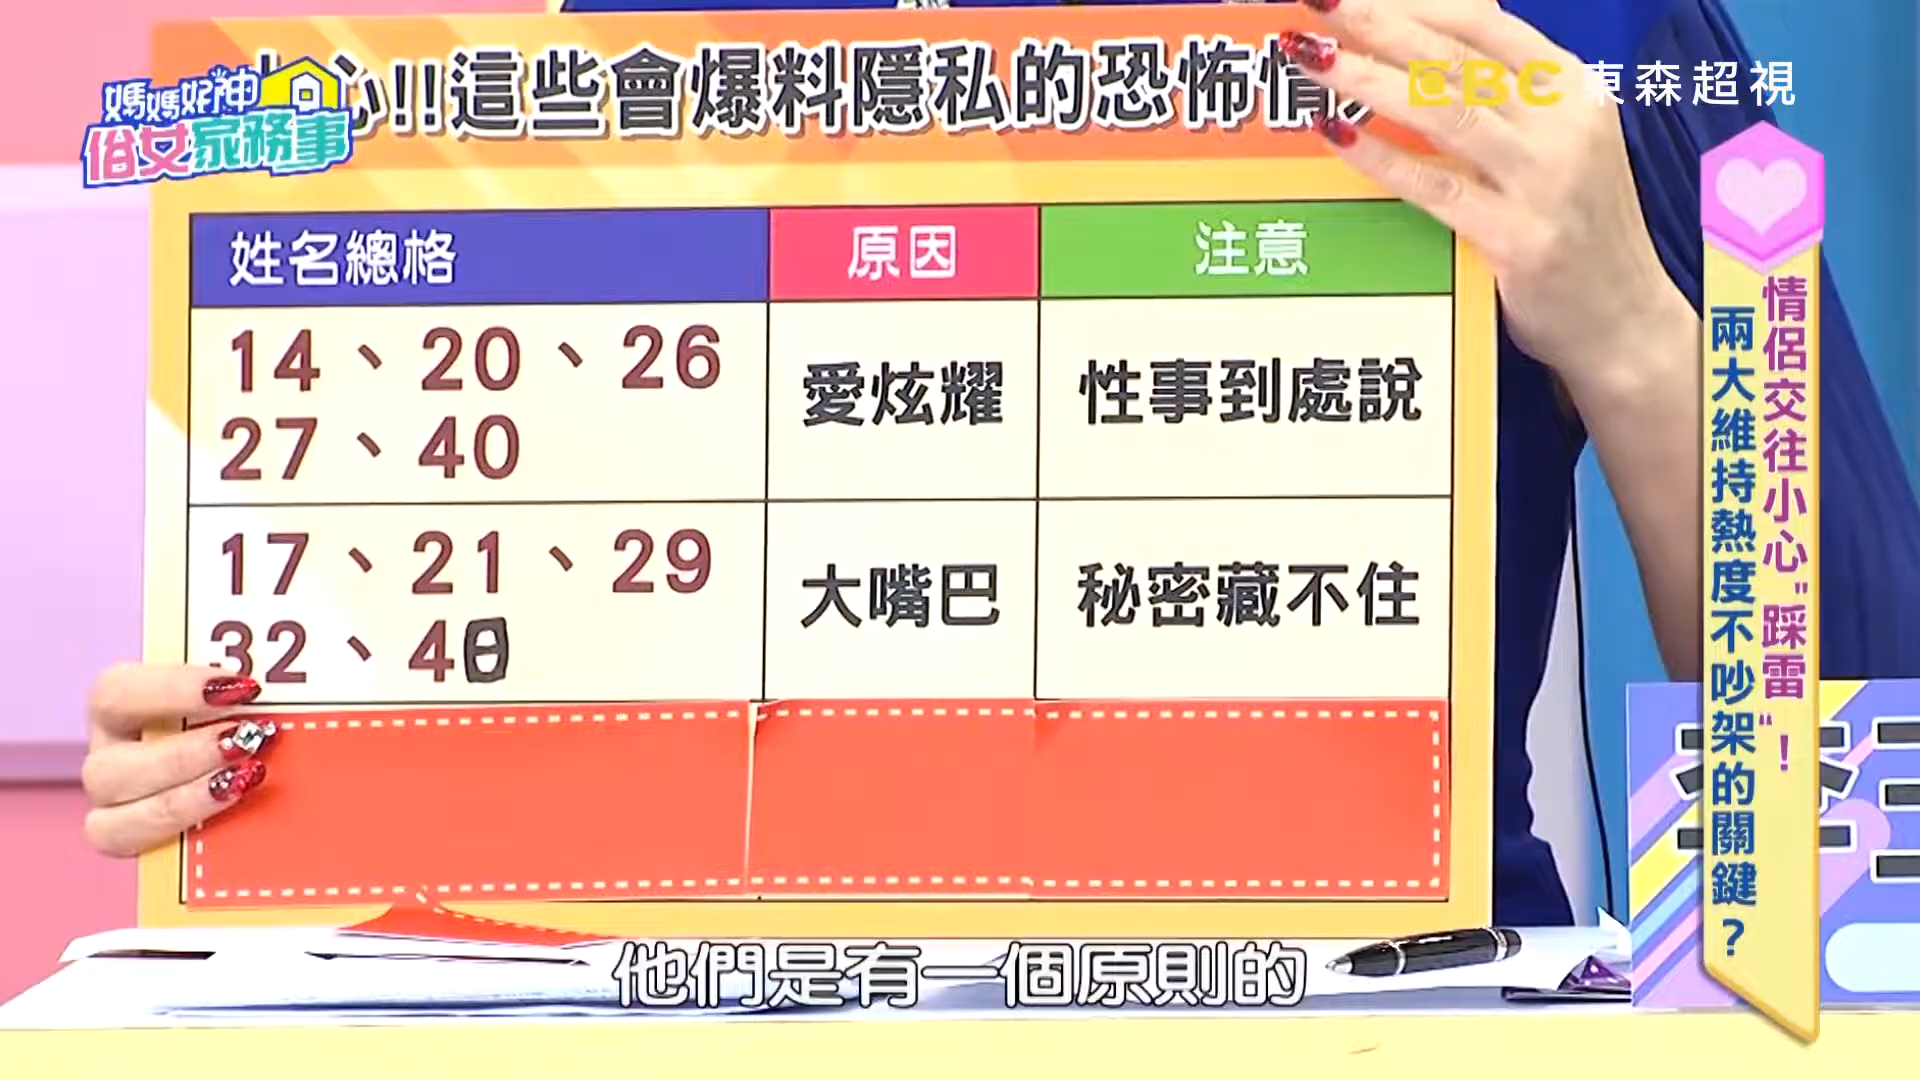 心!!這些會爆料隱私的恐怖情
媽媽好神
俗女家務事
EBC 東森超視
姓名總格
原因
注意
14、20、26
27、40
愛炫耀
性事到處說
17、21、29
32、48
大嘴巴
秘密藏不住
情侶交往小心"踩雷"!
兩大維持熱度不吵架的關鍵?
他們是有一個原則的